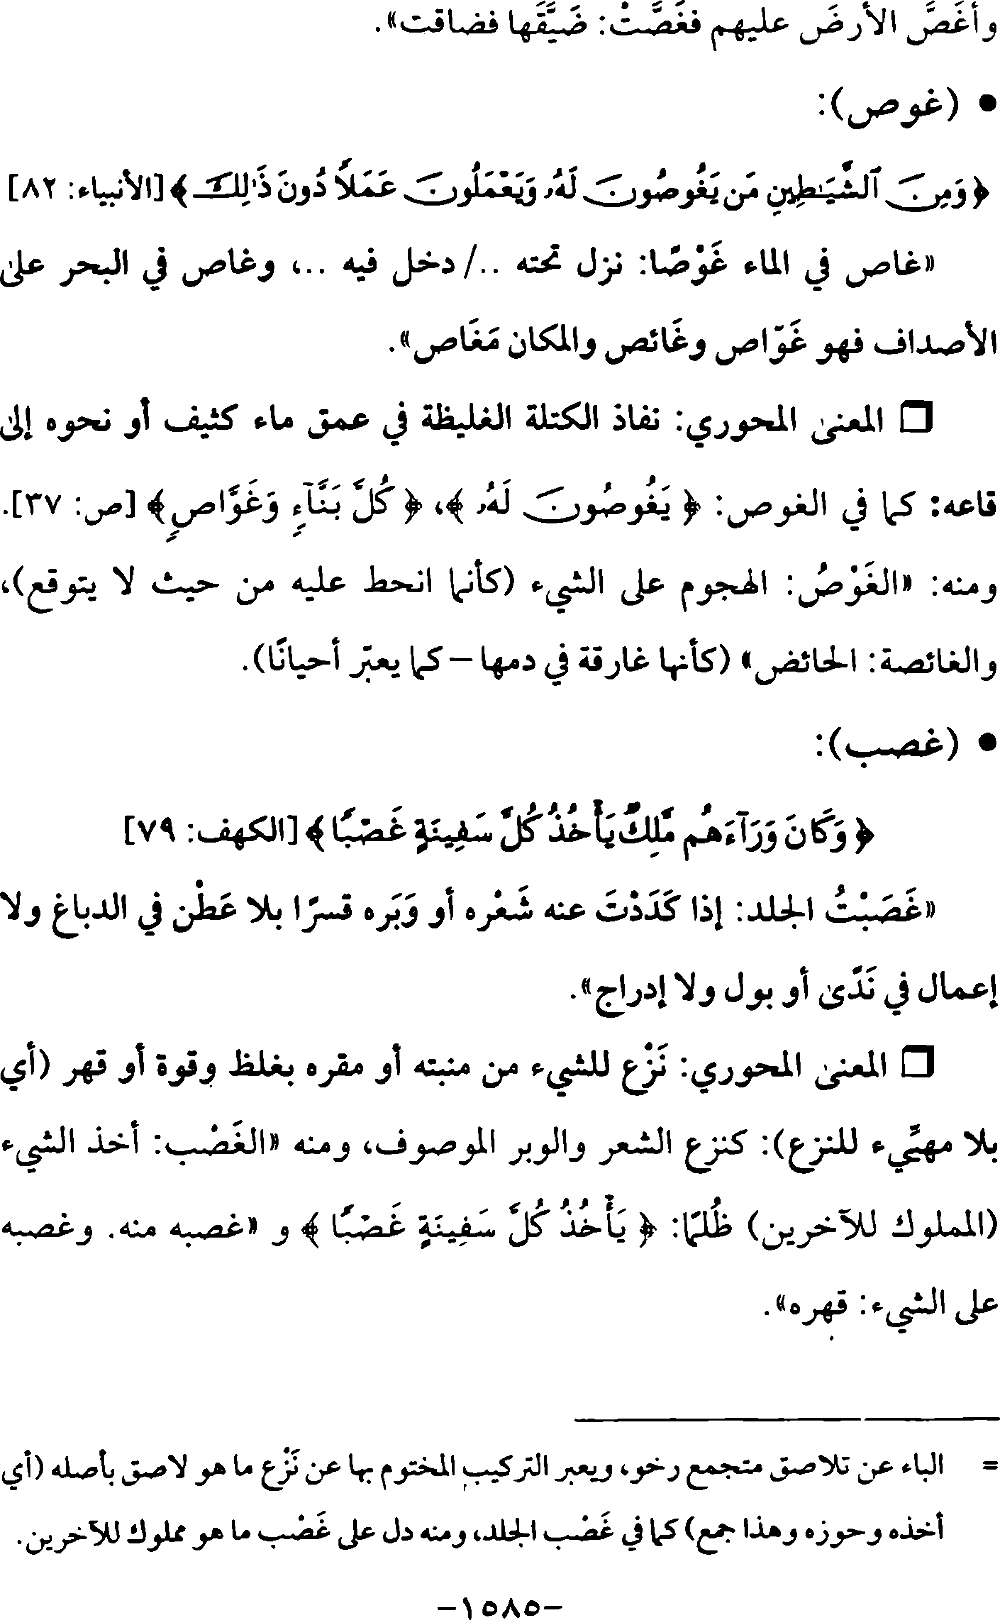 وأغَصَّ الأرضَ عليهم فغَصَّتْ: ضَيَّقَها فضاقت».
● (غوص):
﴿ وَمِنَ ٱلشَّيَـٰطِينِ مَن يَغُوصُونَ لَهُۥ وَيَعْمَلُونَ عَمَلًا دُونَ ذَٰلِكَ ﴾ [الأنبياء: ٨٢]
«غاص في الماء غَوْصًا: نزل تحته ../ دخل فيه ..، وغاص في البحر على
الأصداف فهو غَوّاص وغَائص والمكان مَغَاص».
❒ المعنى المحوري: نفاذ الكتلة الغليظة في عمق ماء كثيف أو نحوه إلى
قاعه: كما في الغوص: ﴿ يَغُوصُونَ لَهُۥ ﴾، ﴿ كُلَّ بَنَّآءٍ وَغَوَّاصٍ ﴾ [ص: ٣٧].
ومنه: «الغَوْصُ: الهجوم على الشيء (كأنما انحط عليه من حيث لا يتوقع)،
والغائصة: الحائض» (كأنها غارقة في دمها – كما يعبّر أحيانًا).
● (غصب):
﴿ وَكَانَ وَرَآءَهُم مَّلِكٌ يَأْخُذُ كُلَّ سَفِينَةٍ غَصْبًا ﴾ [الكهف: ٧٩]
«غَصَبْتُ الجلد: إذا كَدَدْتَ عنه شَعْره أو وَبَره قسرًا بلا عَطْن في الدباغ ولا
إعمال في نَدًى أو بول ولا إدراج».
❒ المعنى المحوري: نَزْع للشيء من منبته أو مقره بغلظ وقوة أو قهر (أي
بلا مهيِّيء للنزع): كنزع الشعر والوبر الموصوف، ومنه «الغَصْب: أخذ الشيء
(المملوك للآخرين) ظُلمًا: ﴿ يَأْخُذُ كُلَّ سَفِينَةٍ غَصْبًا ﴾ و «غصبه منه. وغصبه
على الشيء: قهره».
= الباء عن تلاصق متجمع رخو، ويعبر التركيب المختوم بها عن نَزْع ما هو لاصق بأصله (أي
أخذه وحوزه وهذا جمع) كما في غَصْب الجلد، ومنه دل على غَصْب ما هو مملوك للآخرين.
-١٥٨٥-